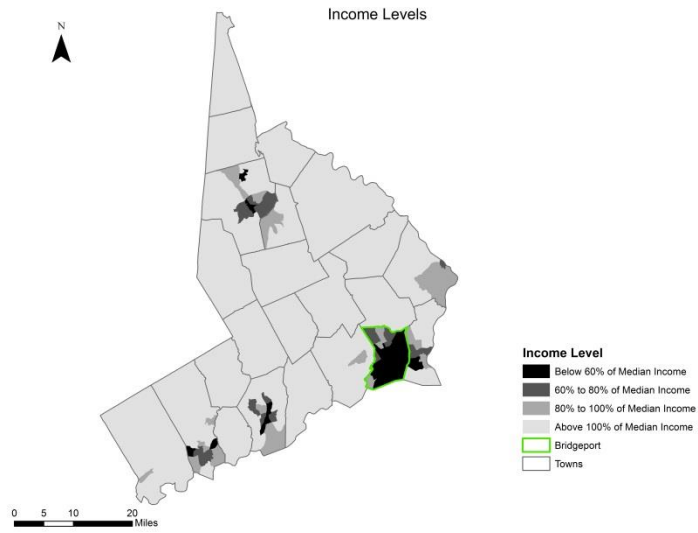 Income Levels
N
Income Level
Below 60% of Median Income
60% to 80% of Median Income
80% to 100% of Median Income
Above 100% of Median Income
Bridgeport
Towns
0 5 10 20
Miles